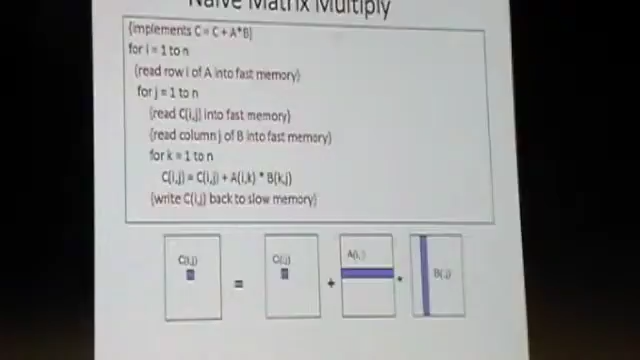 Naive Matrix Multiply
{implements C = C + A*B}
for i = 1 to n
{read row i of A into fast memory}
for j = 1 to n
{read C(i,j) into fast memory}
{read column j of B into fast memory}
for k = 1 to n
C(i,j) = C(i,j) + A(i,k) * B(k,j)
{write C(i,j) back to slow memory}
C(i,j) = C(i,j) + A(i,:) * B(:,j)